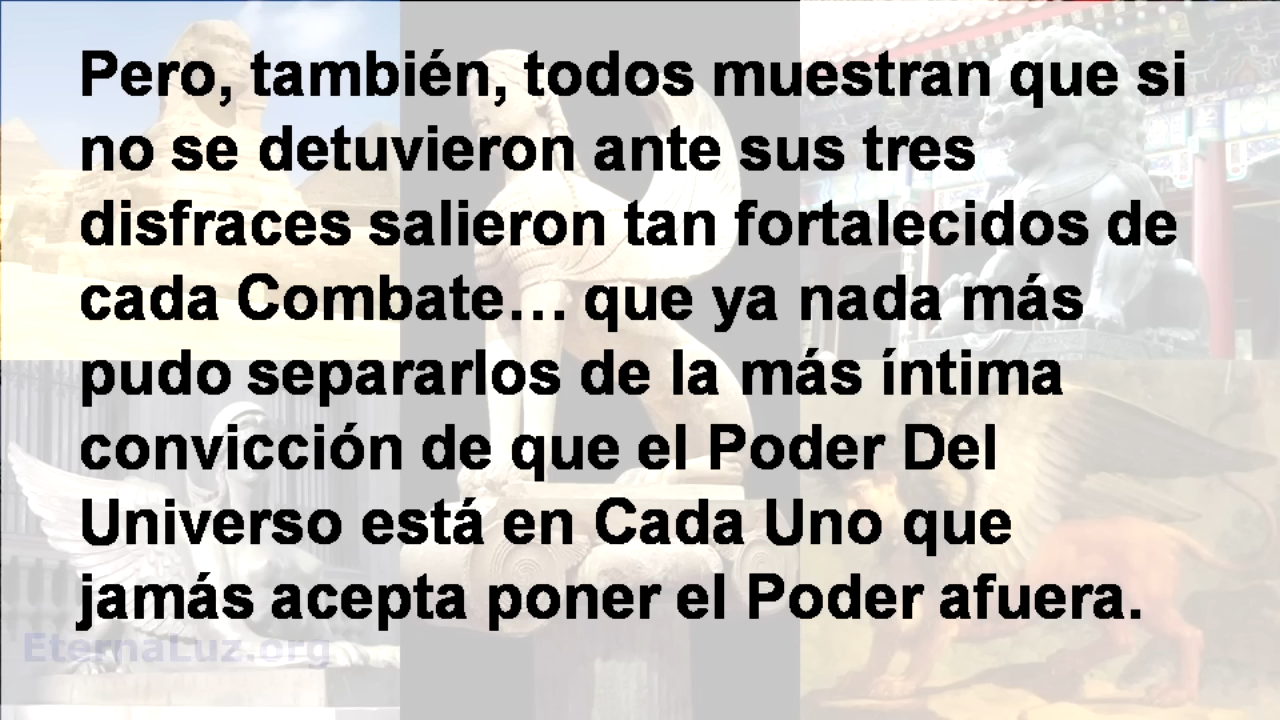 Pero, también, todos muestran que si
no se detuvieron ante sus tres
disfraces salieron tan fortalecidos de
cada Combate… que ya nada más
pudo separarlos de la más íntima
convicción de que el Poder Del
Universo está en Cada Uno que
jamás acepta poner el Poder afuera.
EternaLuz.org